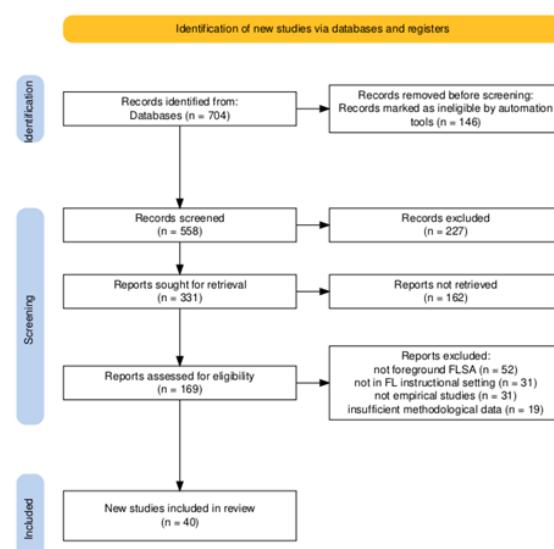 Identification of new studies via databases and registers
Identification
Records identified from:
Databases (n = 704)
Records removed before screening:
Records marked as ineligible by automation
tools (n = 146)
Screening
Records screened
(n = 558)
Records excluded
(n = 227)
Reports sought for retrieval
(n = 331)
Reports not retrieved
(n = 162)
Reports assessed for eligibility
(n = 169)
Reports excluded:
not foreground FLSA (n = 52)
not in FL instructional setting (n = 31)
not empirical studies (n = 31)
insufficient methodological data (n = 19)
Included
New studies included in review
(n = 40)